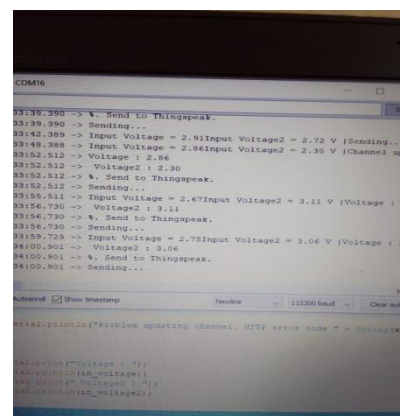 COM16
33:39.390 -> %. Send to Thingspeak.
33:39.390 -> Sending...
33:42.389 -> Input Voltage = 2.91Input Voltage2 = 2.72 V |Sending..
33:48.388 -> Input Voltage = 2.86Input Voltage2 = 2.30 V |Channel up
33:52.512 -> Voltage : 2.86
33:52.512 -> Voltage2 : 2.30
33:52.512 -> %. Send to Thingspeak.
33:52.512 -> Sending...
33:55.511 -> Input Voltage = 2.67Input Voltage2 = 3.11 V |Voltage :
33:56.730 -> Voltage2 : 3.11
33:56.730 -> %. Send to Thingspeak.
33:56.730 -> Sending...
33:59.729 -> Input Voltage = 2.75Input Voltage2 = 3.06 V |Voltage :
34:00.901 -> Voltage2 : 3.06
34:00.901 -> %. Send to Thingspeak.
34:00.901 -> Sending...
Autoscroll Show timestamp Newline 115200 baud Clear out
erial.println("Problem updating channel. HTTP error code " + String(
ial.print("Voltage : ");
ial.println(in_voltage);
ial.print(" Voltage2 : ");
ial.println(in_voltage2);